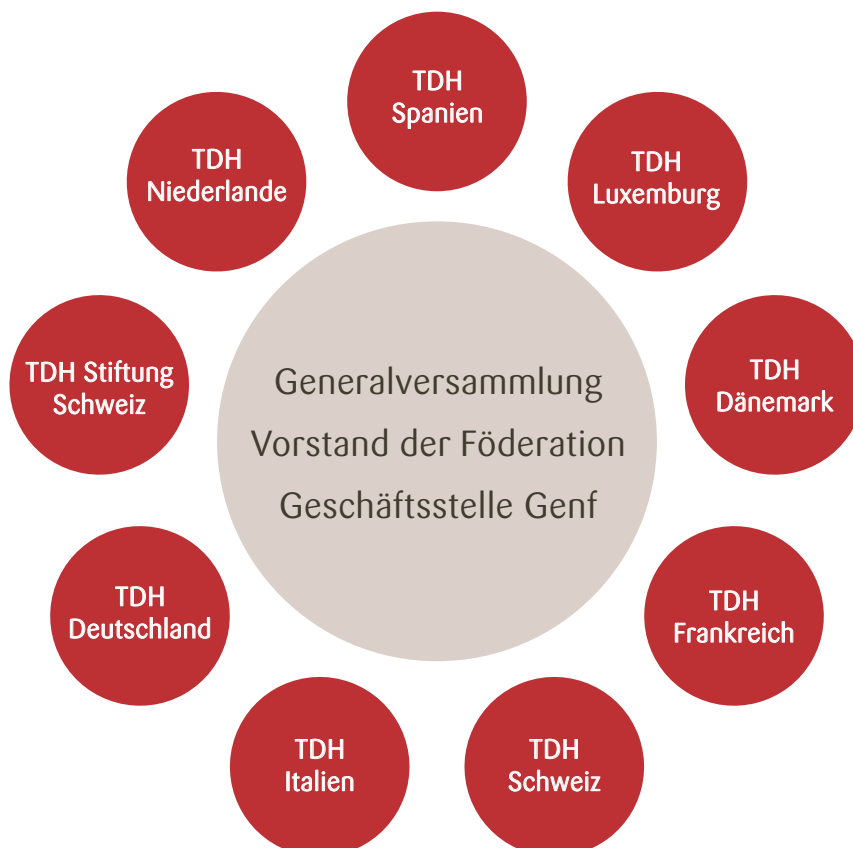 TDH
Spanien
TDH
Niederlande
TDH
Luxemburg
TDH Stiftung
Schweiz
Generalversammlung
Vorstand der Föderation
Geschäftsstelle Genf
TDH
Dänemark
TDH
Deutschland
TDH
Frankreich
TDH
Italien
TDH
Schweiz